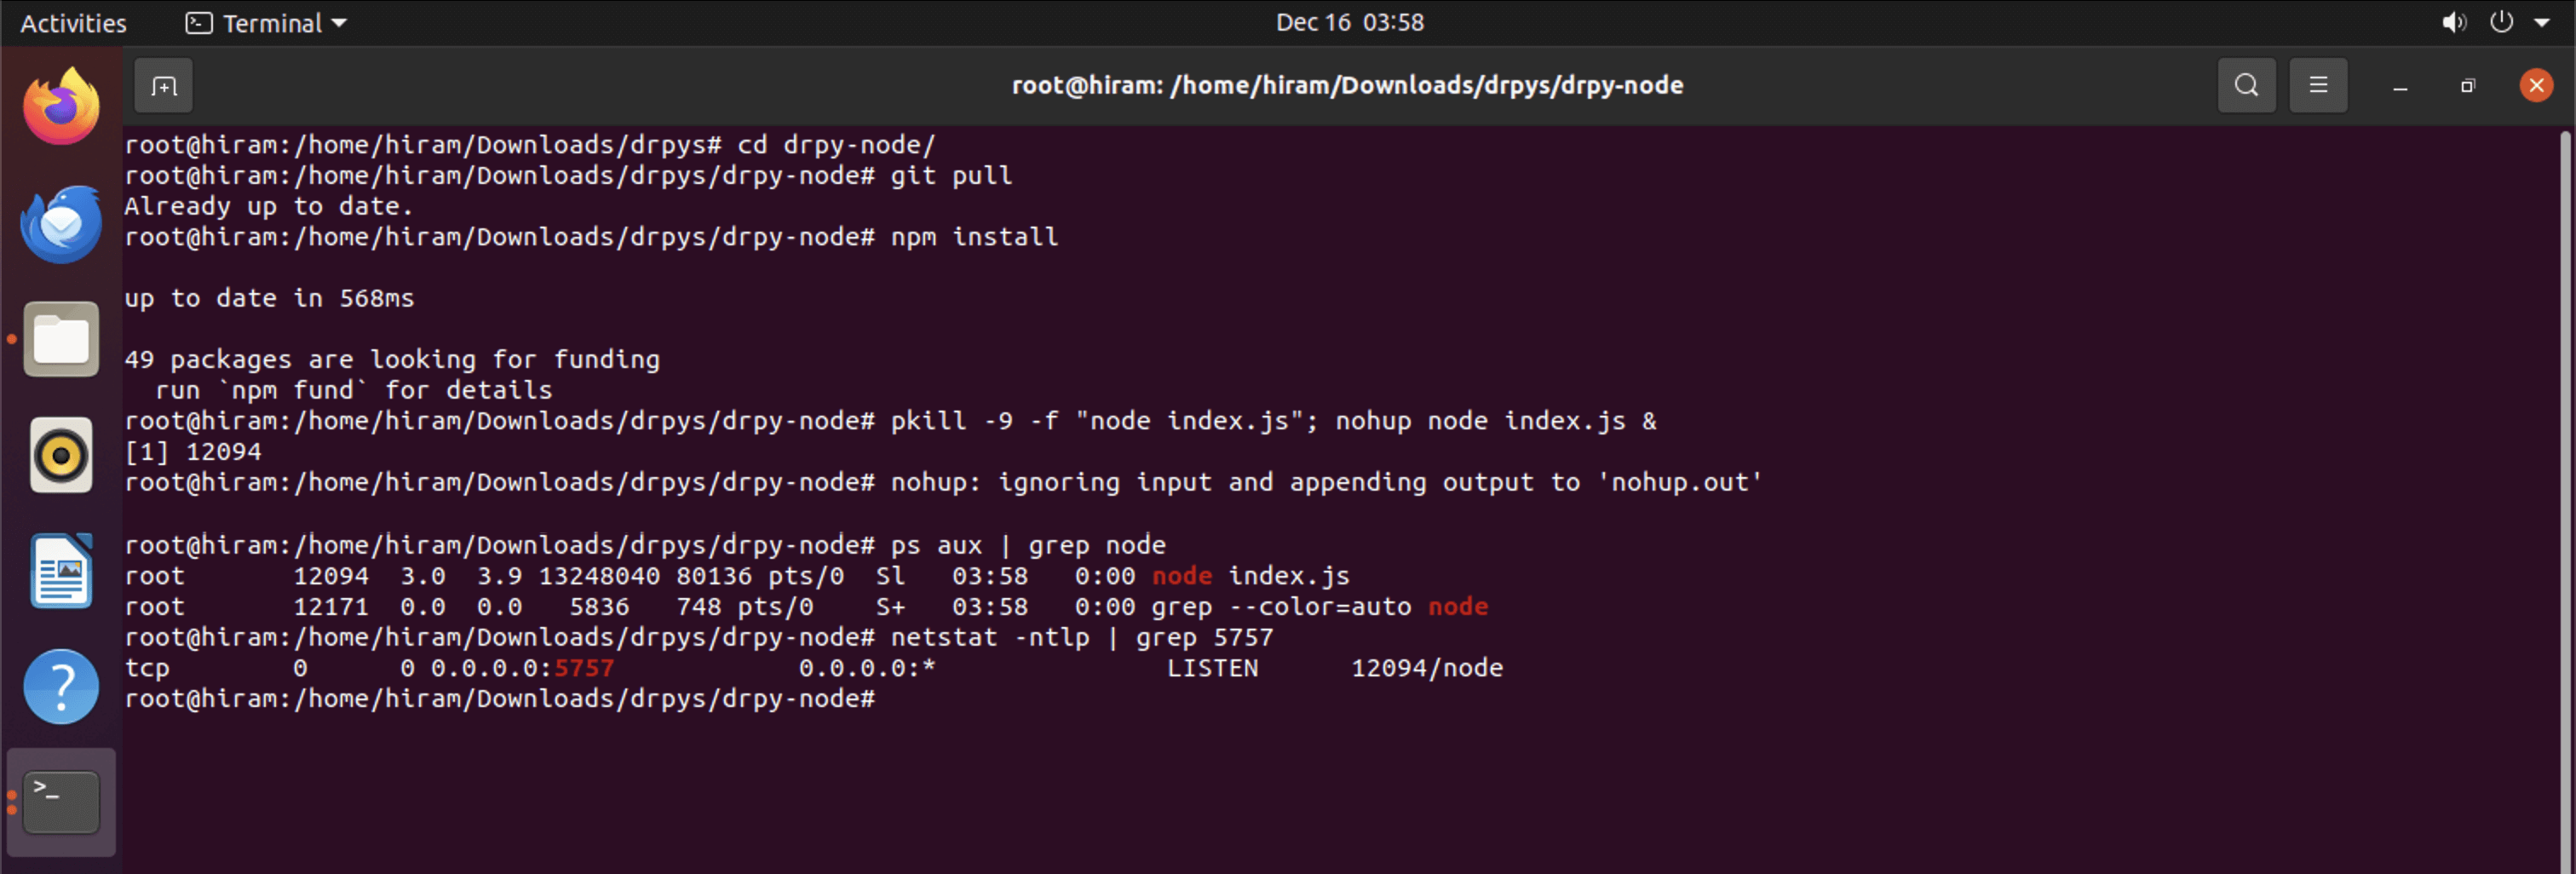 Activities Terminal Dec 16 03:58
root@hiram: /home/hiram/Downloads/drpys/drpy-node
root@hiram:/home/hiram/Downloads/drpys# cd drpy-node/
root@hiram:/home/hiram/Downloads/drpys/drpy-node# git pull
Already up to date.
root@hiram:/home/hiram/Downloads/drpys/drpy-node# npm install
up to date in 568ms
49 packages are looking for funding
  run `npm fund` for details
root@hiram:/home/hiram/Downloads/drpys/drpy-node# pkill -9 -f "node index.js"; nohup node index.js &
[1] 12094
root@hiram:/home/hiram/Downloads/drpys/drpy-node# nohup: ignoring input and appending output to 'nohup.out'
root@hiram:/home/hiram/Downloads/drpys/drpy-node# ps aux | grep node
root       12094  3.0  3.9 13248040 80136 pts/0  Sl   03:58   0:00 node index.js
root       12171  0.0  0.0   5836   748 pts/0    S+   03:58   0:00 grep --color=auto node
root@hiram:/home/hiram/Downloads/drpys/drpy-node# netstat -ntlp | grep 5757
tcp        0      0 0.0.0.0:5757            0.0.0.0:*               LISTEN      12094/node
root@hiram:/home/hiram/Downloads/drpys/drpy-node#